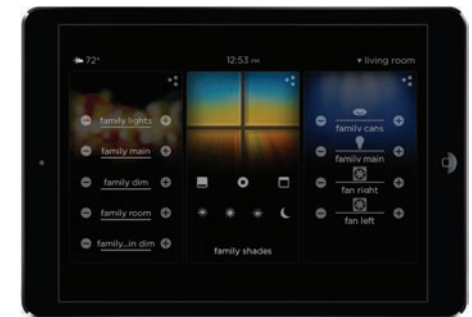 72°
12:53 PM
living room
family lights
family main
family dim
family room
family...in dim
family shades
family cans
family main
fan right
fan left